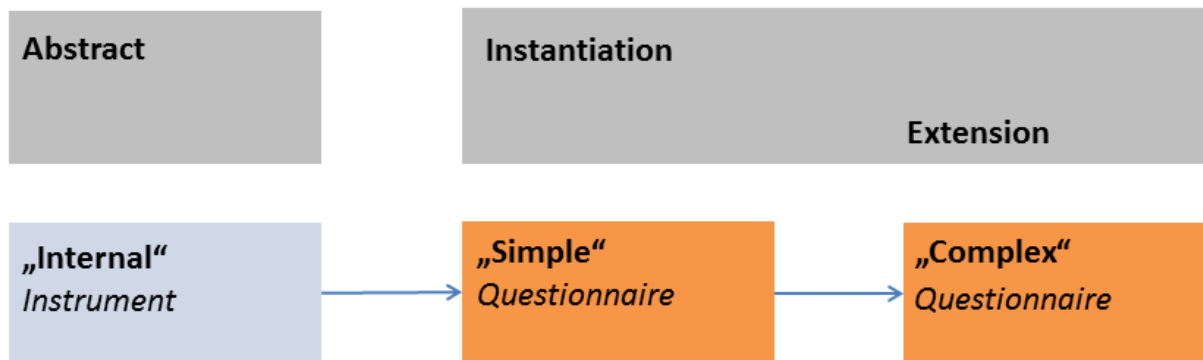 Abstract
Instantiation
Extension
„Internal“
Instrument
„Simple“
Questionnaire
„Complex“
Questionnaire